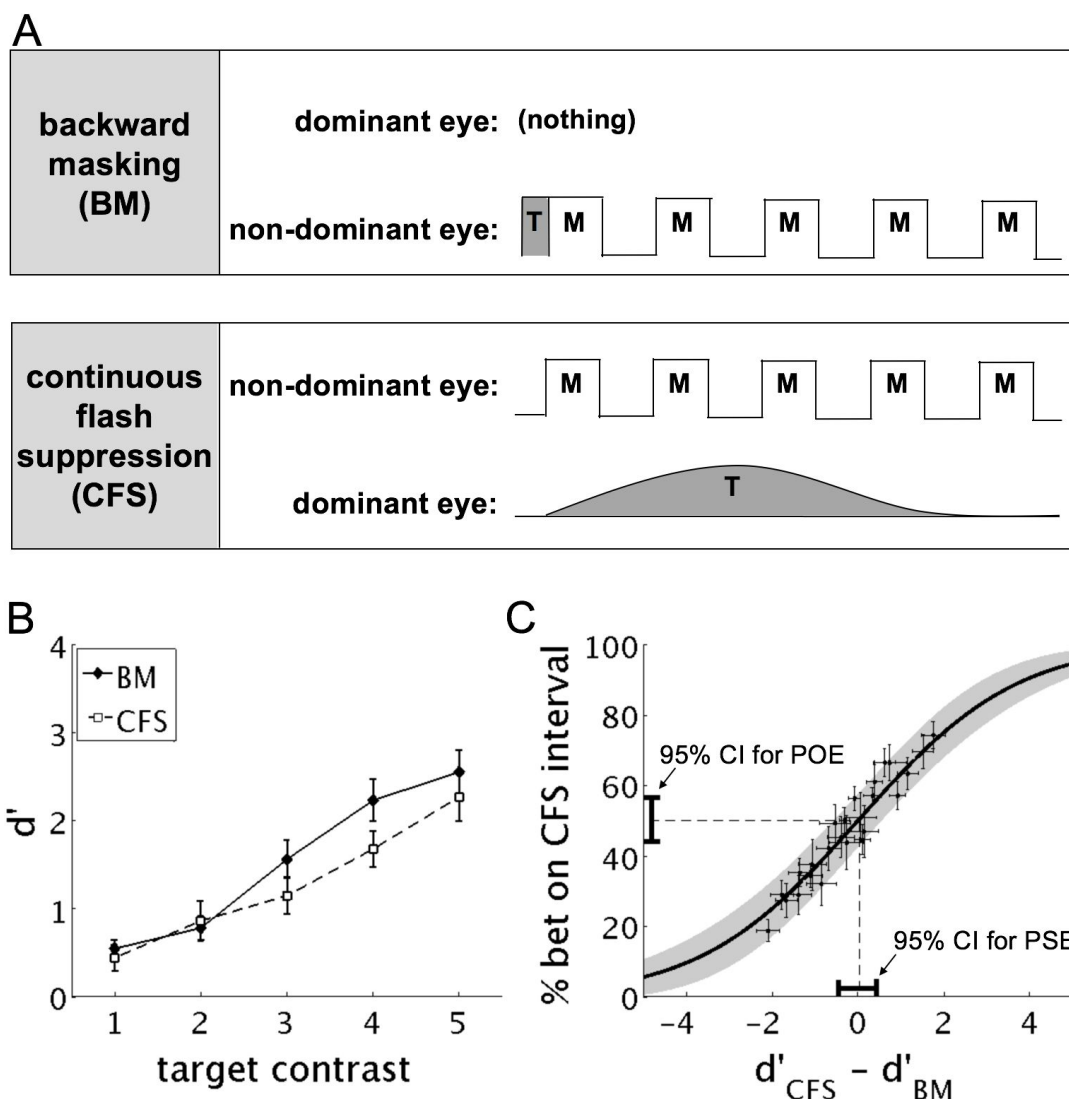 A
backward
masking
(BM)
dominant eye: (nothing)
non-dominant eye: T M M M M M
continuous
flash
suppression
(CFS)
non-dominant eye: M M M M M
dominant eye: T
B
4
3
2
1
0
d'
BM
CFS
1 2 3 4 5
target contrast
C
100
80
60
40
20
0
% bet on CFS interval
95% CI for POE
95% CI for PSE
−4 −2 0 2 4
d'CFS − d'BM